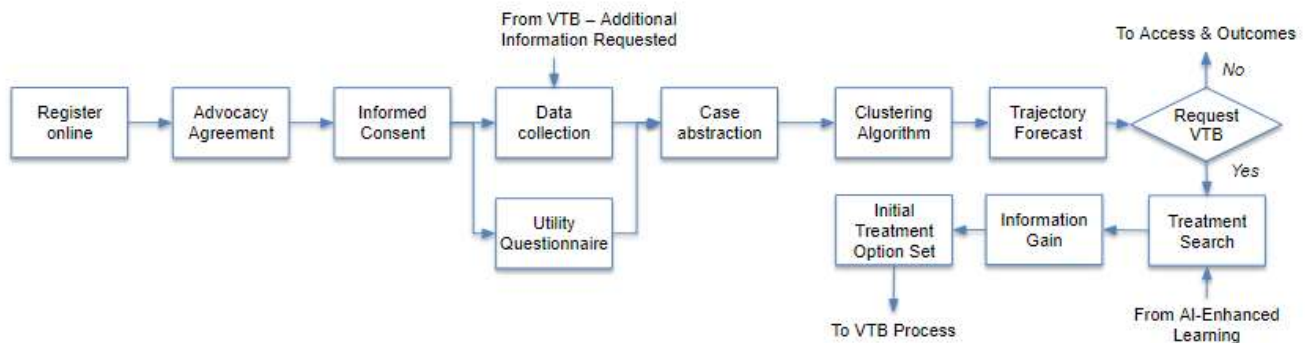 From VTB – Additional
Information Requested
To Access & Outcomes
No
Register
online
Advocacy
Agreement
Informed
Consent
Data
collection
Case
abstraction
Clustering
Algorithm
Trajectory
Forecast
Request
VTB
Yes
Utility
Questionnaire
Initial
Treatment
Option Set
Information
Gain
Treatment
Search
To VTB Process
From AI-Enhanced
Learning